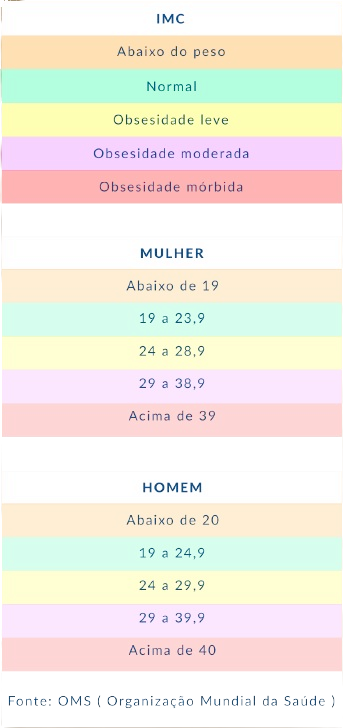 IMC
Abaixo do peso
Normal
Obsesidade leve
Obsesidade moderada
Obsesidade mórbida
MULHER
Abaixo de 19
19 a 23,9
24 a 28,9
29 a 38,9
Acima de 39
HOMEM
Abaixo de 20
19 a 24,9
24 a 29,9
29 a 39,9
Acima de 40
Fonte: OMS ( Organização Mundial da Saúde )